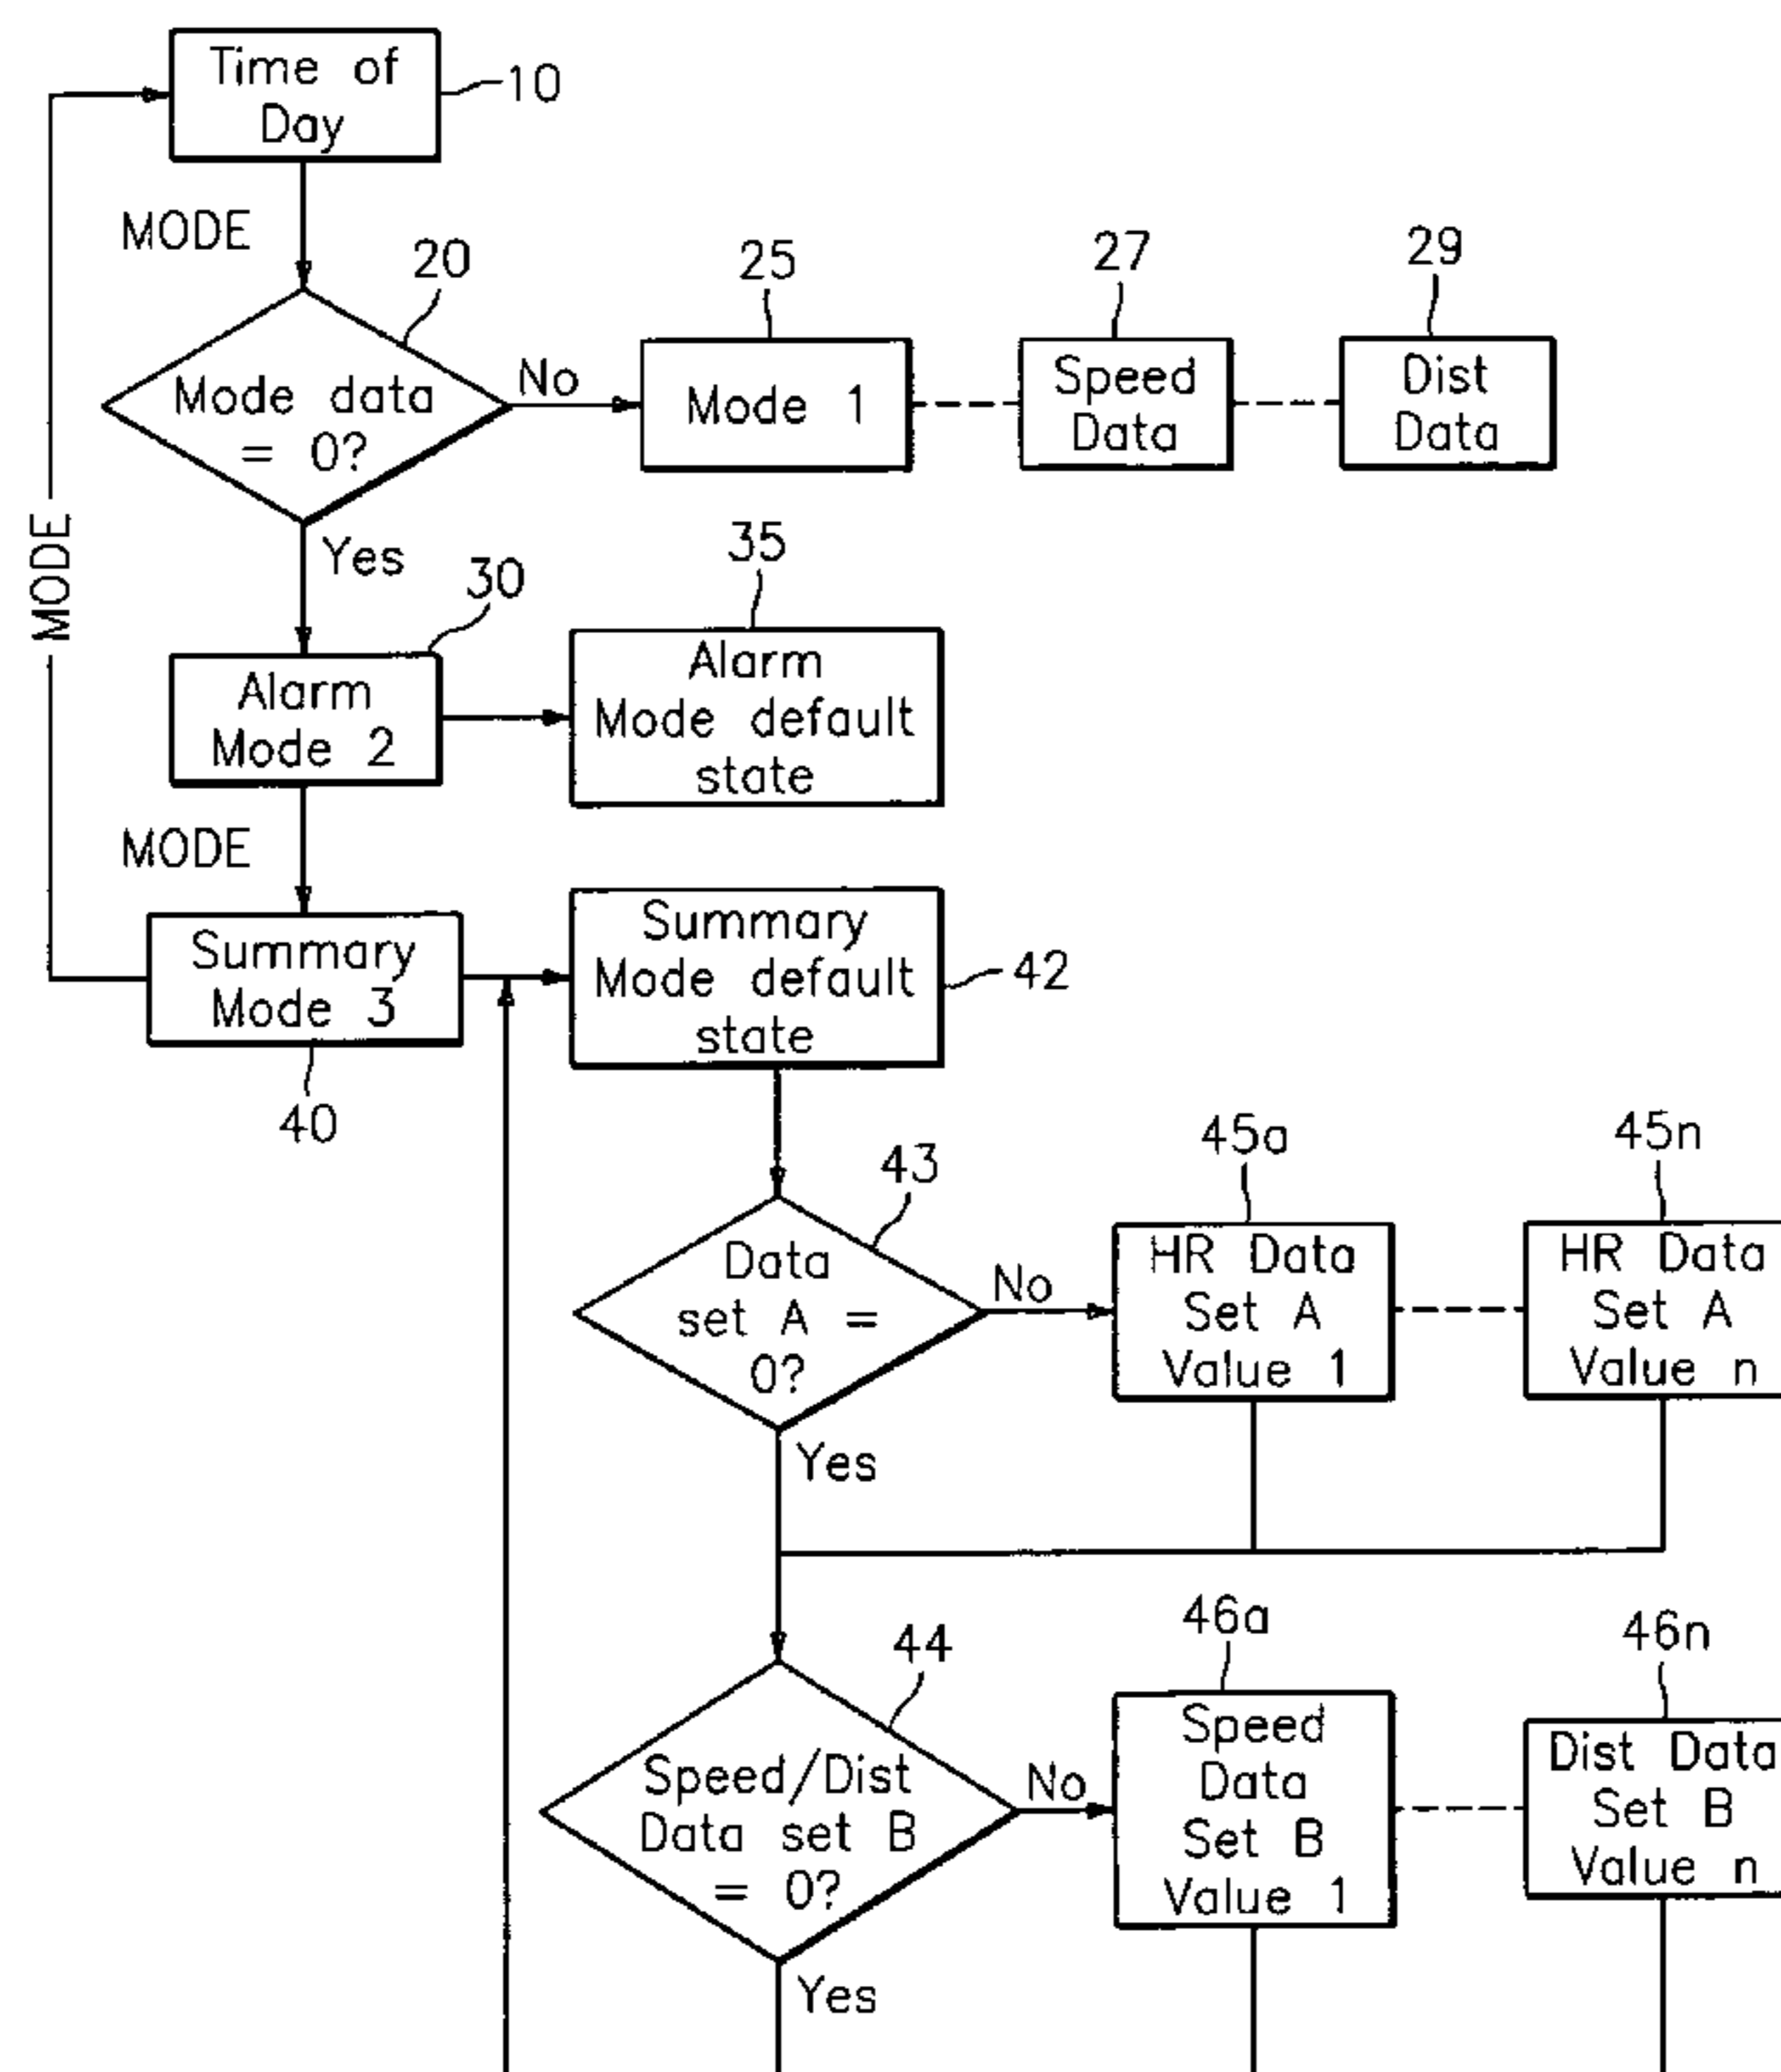 Time of
Day
10
MODE
20
Mode data
= 0?
No
25
Mode 1
27
Speed
Data
29
Dist
Data
MODE
Yes
30
Alarm
Mode 2
35
Alarm
Mode default
state
MODE
Summary
Mode 3
40
Summary
Mode default
state
42
43
Data
set A =
0?
No
45a
HR Data
Set A
Value 1
45n
HR Data
Set A
Value n
Yes
44
Speed/Dist
Data set B
= 0?
No
46a
Speed
Data
Set B
Value 1
46n
Dist Data
Set B
Value n
Yes